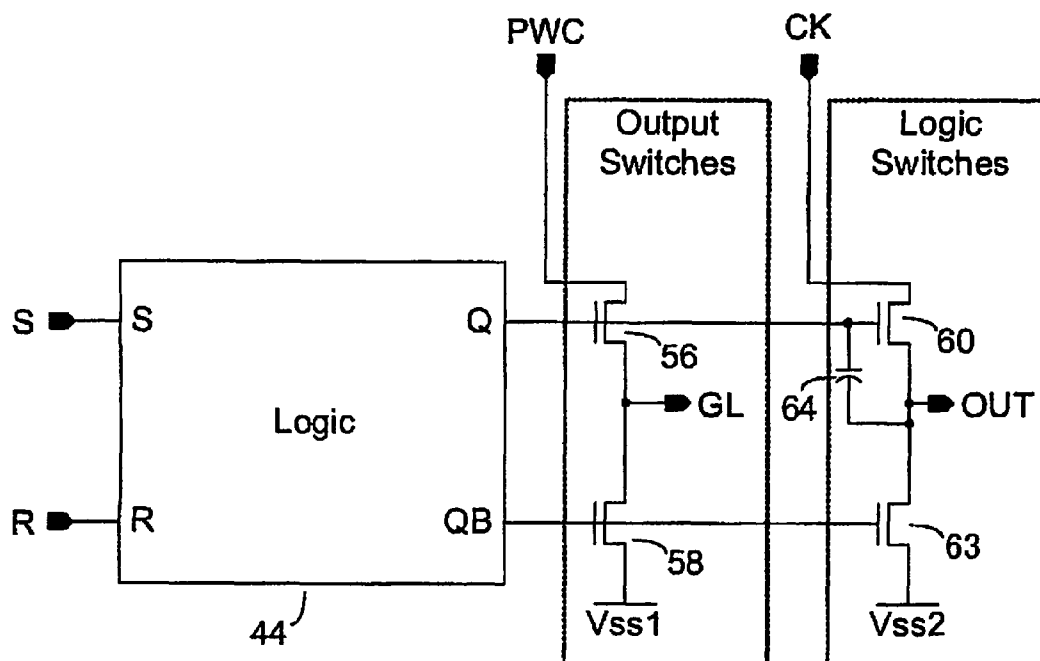 PWC
CK
Output
Switches
Logic
Switches
S
S
Q
56
60
64
GL
OUT
Logic
R
R
QB
58
63
44
Vss1
Vss2